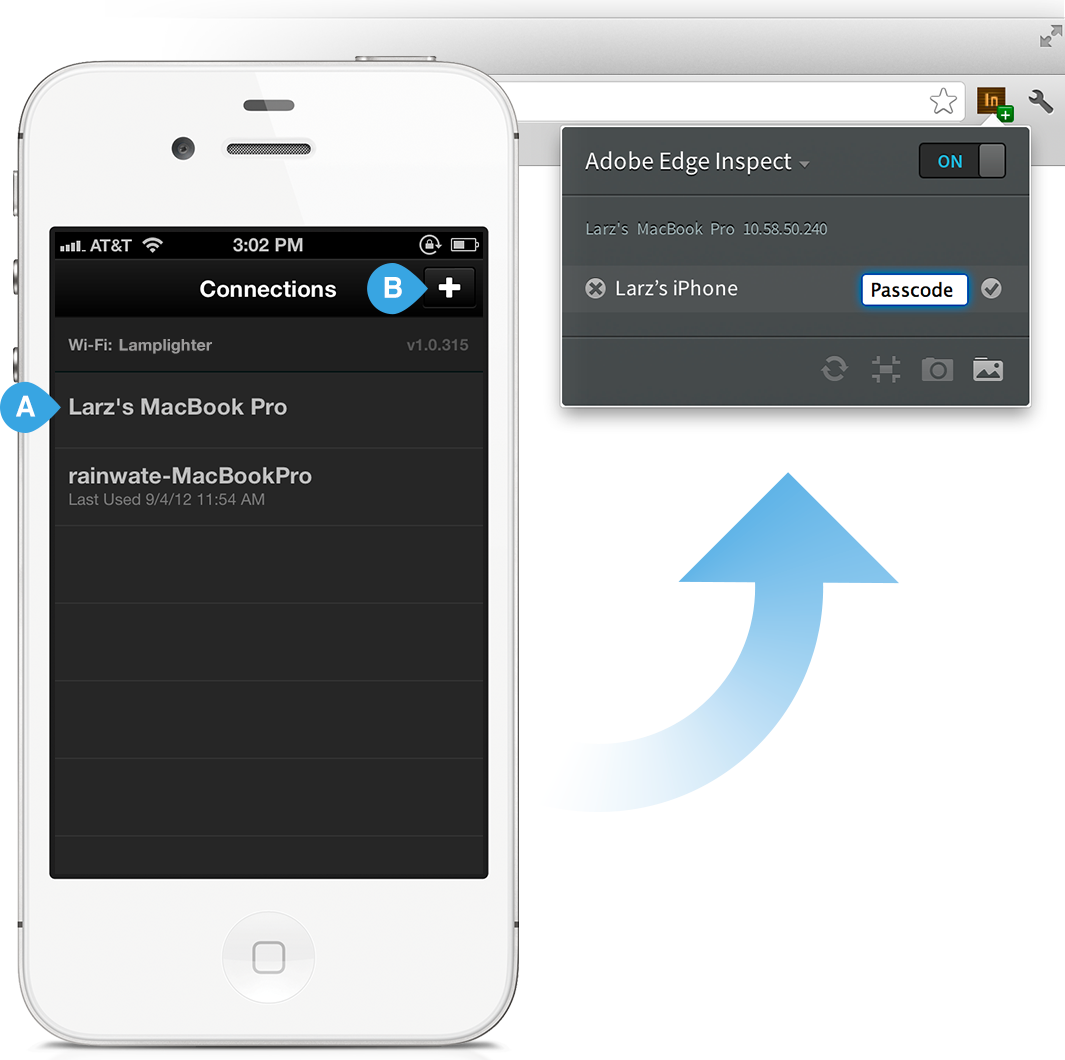 AT&T 3:02 PM
Connections
B
Wi-Fi: Lamplighter v1.0.315
A
Larz's MacBook Pro
rainwate-MacBookPro
Last Used 9/4/12 11:54 AM
In
Adobe Edge Inspect ON
Larz's MacBook Pro 10.58.50.240
Larz's iPhone Passcode